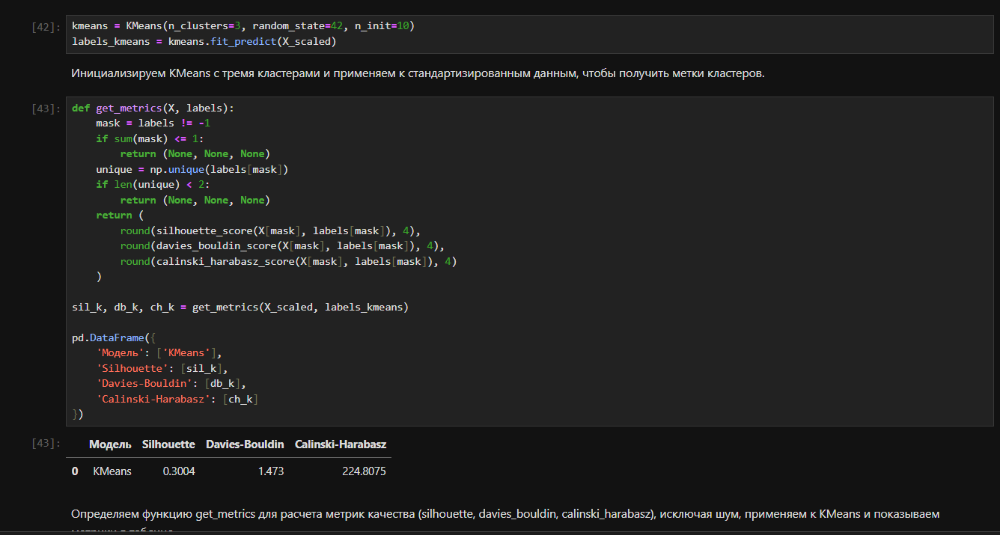 [42]: kmeans = KMeans(n_clusters=3, random_state=42, n_init=10)
labels_kmeans = kmeans.fit_predict(X_scaled)
Инициализируем KMeans с тремя кластерами и применяем к стандартизированным данным, чтобы получить метки кластеров.
[43]: def get_metrics(X, labels):
    mask = labels != -1
    if sum(mask) <= 1:
        return (None, None, None)
    unique = np.unique(labels[mask])
    if len(unique) < 2:
        return (None, None, None)
    return (
        round(silhouette_score(X[mask], labels[mask]), 4),
        round(davies_bouldin_score(X[mask], labels[mask]), 4),
        round(calinski_harabasz_score(X[mask], labels[mask]), 4)
    )
sil_k, db_k, ch_k = get_metrics(X_scaled, labels_kmeans)
pd.DataFrame({
    'Модель': ['KMeans'],
    'Silhouette': [sil_k],
    'Davies-Bouldin': [db_k],
    'Calinski-Harabasz': [ch_k]
})
[43]: Модель Silhouette Davies-Bouldin Calinski-Harabasz
0 KMeans 0.3004 1.473 224.8075
Определяем функцию get_metrics для расчета метрик качества (silhouette, davies_bouldin, calinski_harabasz), исключая шум, применяем к KMeans и показываем